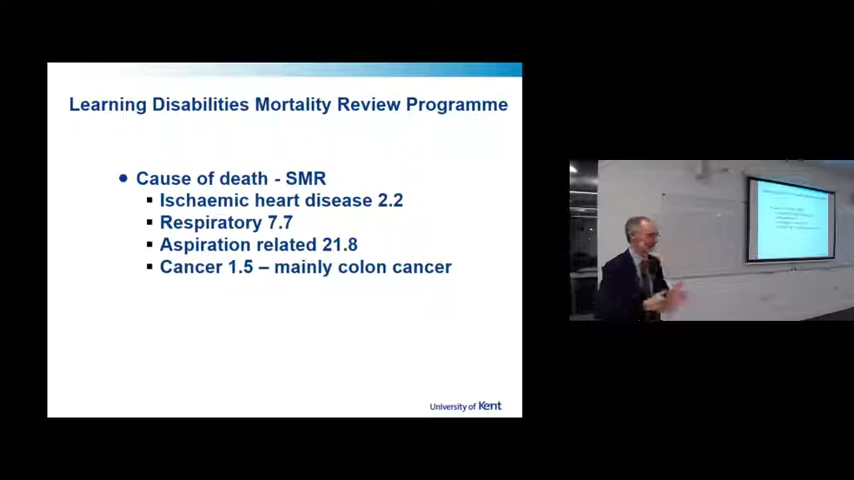 Learning Disabilities Mortality Review Programme
● Cause of death - SMR
▪ Ischaemic heart disease 2.2
▪ Respiratory 7.7
▪ Aspiration related 21.8
▪ Cancer 1.5 – mainly colon cancer
University of Kent